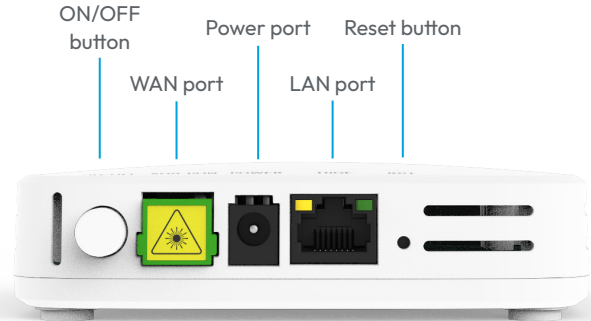 ON/OFF
button
Power port
Reset button
WAN port
LAN port